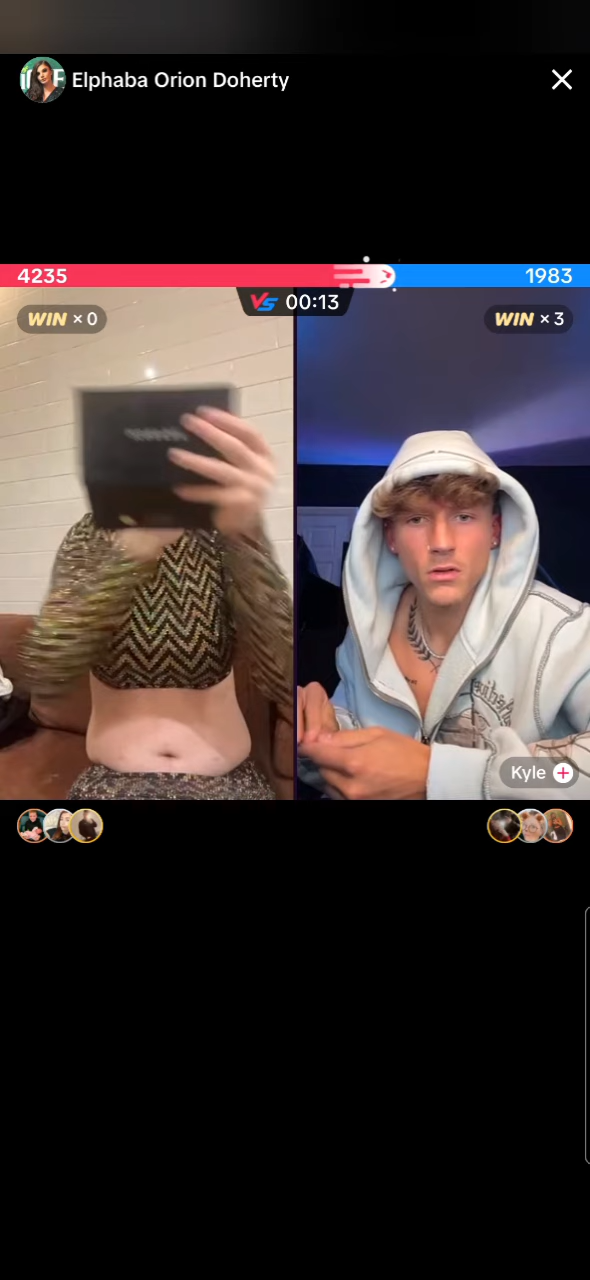 Elphaba Orion Doherty
4235
1983
VS 00:13
WIN × 0
WIN × 3
Kyle